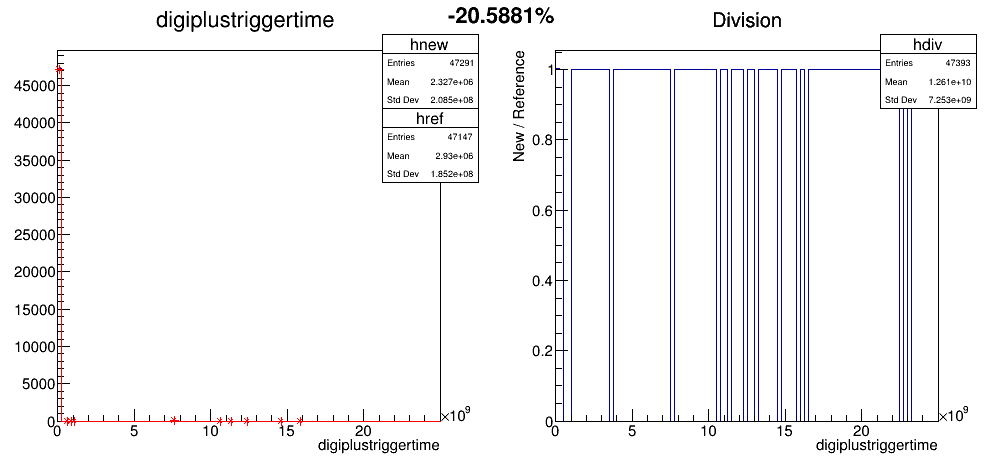 digiplustriggertime
-20.5881%
Division
hnew
Entries 47291
Mean 2.327e+06
Std Dev 2.085e+08
href
Entries 47147
Mean 2.93e+06
Std Dev 1.852e+08
45000
40000
35000
30000
25000
20000
15000
10000
5000
0
0 5 10 15 20
×10⁹
digiplustriggertime
hdiv
Entries 47393
Mean 1.261e+10
Std Dev 7.253e+09
New / Reference
1
0.8
0.6
0.4
0.2
0
0 5 10 15 20
×10⁹
digiplustriggertime